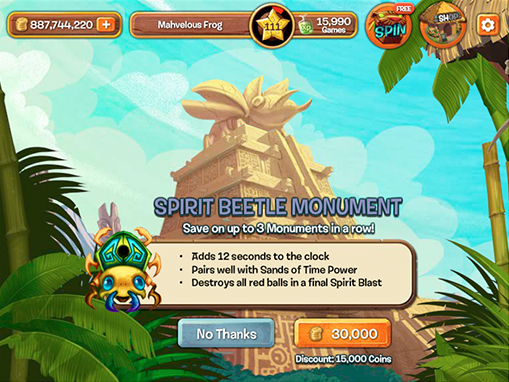 887,744,220
Mahvelous Frog
111
15,990
Games
FREE
SPIN
SHOP
SPIRIT BEETLE MONUMENT
Save on up to 3 Monuments in a row!
• Adds 12 seconds to the clock
• Pairs well with Sands of Time Power
• Destroys all red balls in a final Spirit Blast
No Thanks
30,000
Discount: 15,000 Coins